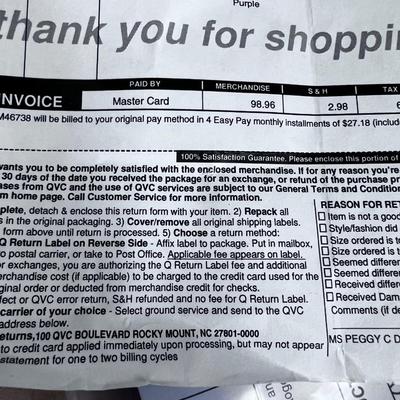 Purple
thank you for shoppin
PAID BY MERCHANDISE S & H TAX
NVOICE Master Card 98.96 2.98 6
M46738 will be billed to your original pay method in 4 Easy Pay monthly installments of $27.18 (includ
100% Satisfaction Guarantee. Please enclose this portion of
wants you to be completely satisfied with the enclosed merchandise. If for any reason you're
30 days of the date you received the package for an exchange, or refund of the purchase pr
ases from QVC and the use of QVC services are subject to our General Terms and Condition
m home page. Call Customer Service for more information.
plete, detach & enclose this return form with your item. 2) Repack all
s in the original packaging. 3) Cover/remove all original shipping labels.
form above until return is processed. 5) Choose a return method:
Q Return Label on Reverse Side - Affix label to package. Put in mailbox,
to postal carrier, or take to Post Office. Applicable fee appears on label.
or exchanges, you are authorizing the Q Return Label fee and additional
erchandise cost (if applicable) to be charged to the credit card used for the
iginal order or deducted from merchandise credit for checks.
fect or QVC error return, S&H refunded and no fee for Q Return Label.
carrier of your choice - Select ground service and send to the QVC
address below.
eturns, 100 QVC BOULEVARD ROCKY MOUNT, NC 27801-0000
to credit card applied immediately upon processing, but may not appear
statement for one to two billing cycles
REASON FOR RET
Item is not a good
Style/fashion did
Size ordered is to
Size ordered is to
Seemed differen
Seemed differe
Received differ
Received Dam
Comments (if de
MS PEGGY C D